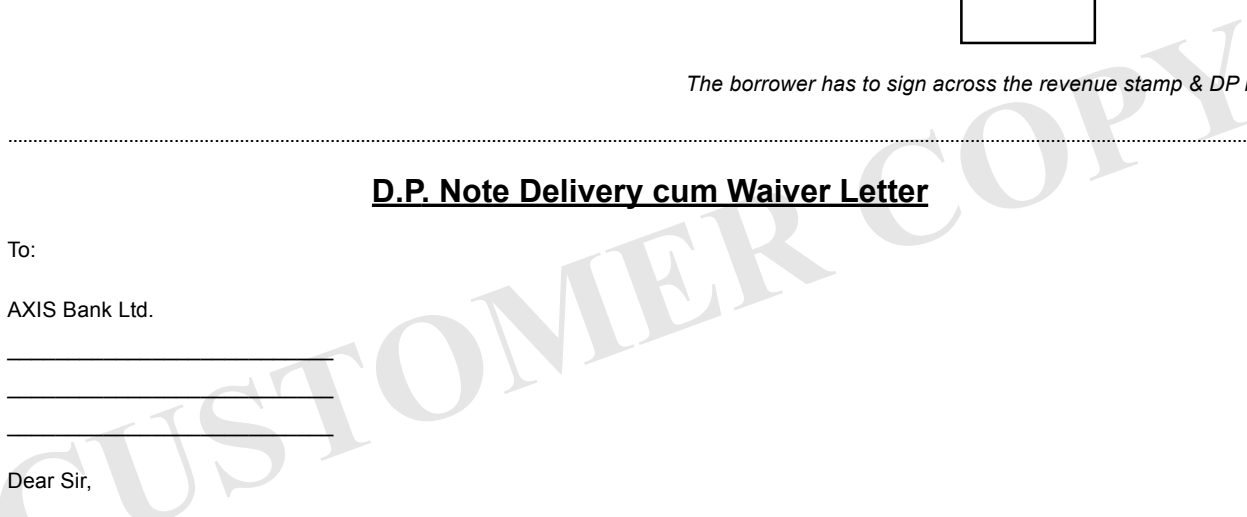 The borrower has to sign across the revenue stamp & DP
D.P. Note Delivery cum Waiver Letter
To:
AXIS Bank Ltd.
Dear Sir,
CUSTOMER COPY